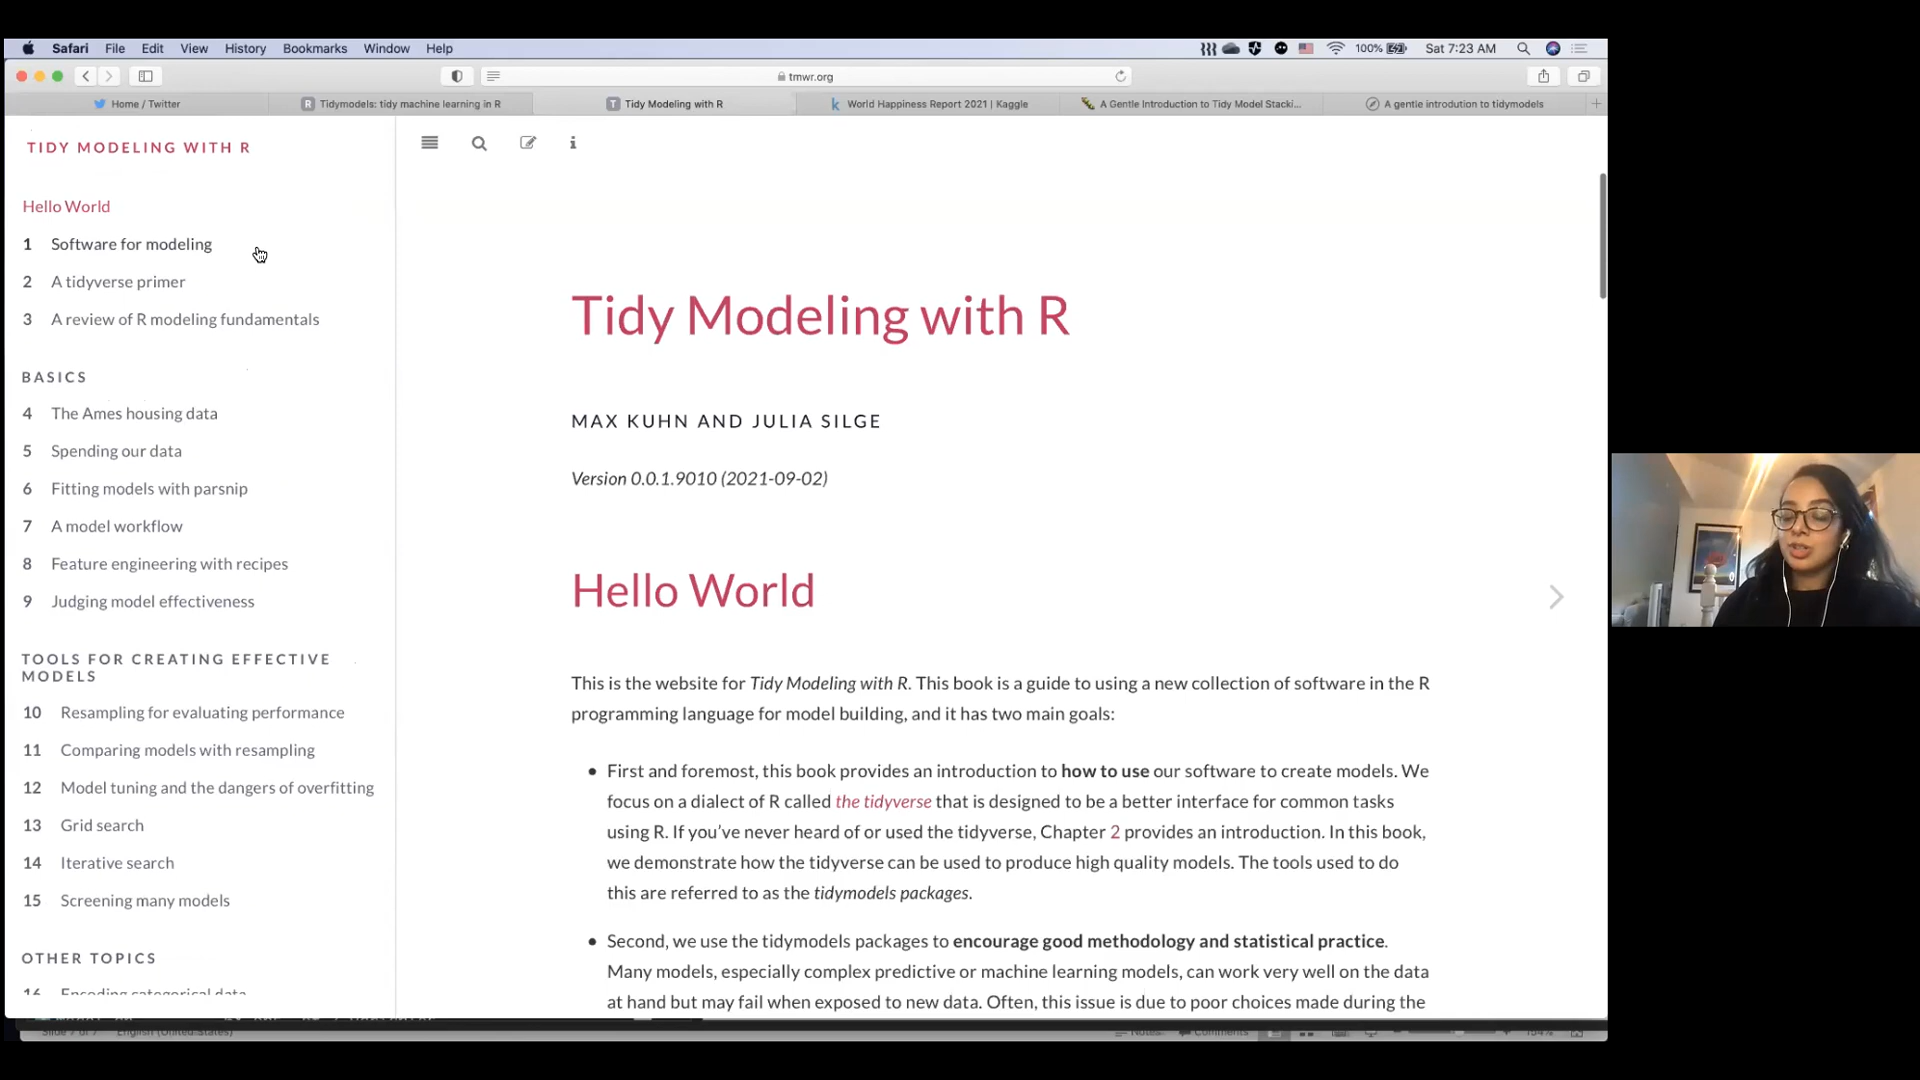 Safari File Edit View History Bookmarks Window Help
100% Sat 7:23 AM
tmwr.org
Home / Twitter
Tidymodels: tidy machine learning in R
Tidy Modeling with R
World Happiness Report 2021 | Kaggle
A Gentle Introduction to Tidy Model Stacki...
A gentle introdution to tidymodels
TIDY MODELING WITH R
Hello World
1 Software for modeling
2 A tidyverse primer
3 A review of R modeling fundamentals
BASICS
4 The Ames housing data
5 Spending our data
6 Fitting models with parsnip
7 A model workflow
8 Feature engineering with recipes
9 Judging model effectiveness
TOOLS FOR CREATING EFFECTIVE
MODELS
10 Resampling for evaluating performance
11 Comparing models with resampling
12 Model tuning and the dangers of overfitting
13 Grid search
14 Iterative search
15 Screening many models
OTHER TOPICS
16 Encoding categorical data
Tidy Modeling with R
MAX KUHN AND JULIA SILGE
Version 0.0.1.9010 (2021-09-02)
Hello World
This is the website for Tidy Modeling with R. This book is a guide to using a new collection of software in the R
programming language for model building, and it has two main goals:
• First and foremost, this book provides an introduction to how to use our software to create models. We
focus on a dialect of R called the tidyverse that is designed to be a better interface for common tasks
using R. If you’ve never heard of or used the tidyverse, Chapter 2 provides an introduction. In this book,
we demonstrate how the tidyverse can be used to produce high quality models. The tools used to do
this are referred to as the tidymodels packages.
• Second, we use the tidymodels packages to encourage good methodology and statistical practice.
Many models, especially complex predictive or machine learning models, can work very well on the data
at hand but may fail when exposed to new data. Often, this issue is due to poor choices made during the
Slide 7 of 7 English (United States) Notes Comments 154%